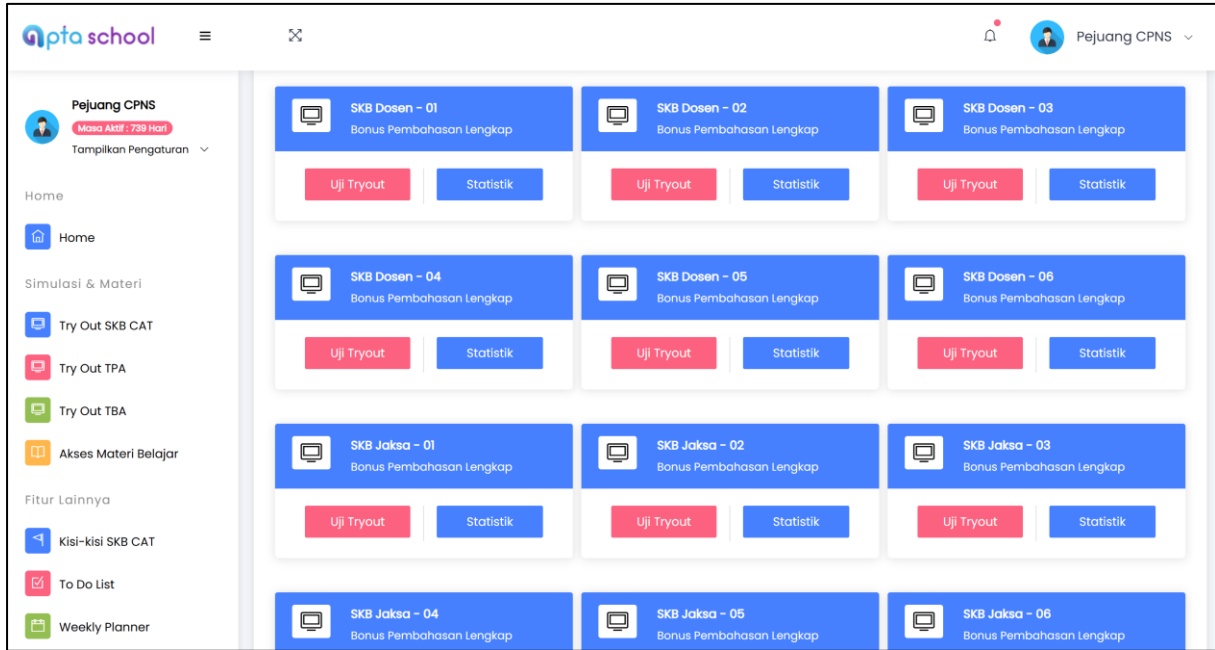 apta school
Pejuang CPNS
Pejuang CPNS
Masa Aktif : 739 Hari
Tampilkan Pengaturan
Home
Home
Simulasi & Materi
Try Out SKB CAT
Try Out TPA
Try Out TBA
Akses Materi Belajar
Fitur Lainnya
Kisi-kisi SKB CAT
To Do List
Weekly Planner
SKB Dosen - 01
Bonus Pembahasan Lengkap
Uji Tryout
Statistik
SKB Dosen - 02
Bonus Pembahasan Lengkap
Uji Tryout
Statistik
SKB Dosen - 03
Bonus Pembahasan Lengkap
Uji Tryout
Statistik
SKB Dosen - 04
Bonus Pembahasan Lengkap
Uji Tryout
Statistik
SKB Dosen - 05
Bonus Pembahasan Lengkap
Uji Tryout
Statistik
SKB Dosen - 06
Bonus Pembahasan Lengkap
Uji Tryout
Statistik
SKB Jaksa - 01
Bonus Pembahasan Lengkap
Uji Tryout
Statistik
SKB Jaksa - 02
Bonus Pembahasan Lengkap
Uji Tryout
Statistik
SKB Jaksa - 03
Bonus Pembahasan Lengkap
Uji Tryout
Statistik
SKB Jaksa - 04
Bonus Pembahasan Lengkap
SKB Jaksa - 05
Bonus Pembahasan Lengkap
SKB Jaksa - 06
Bonus Pembahasan Lengkap